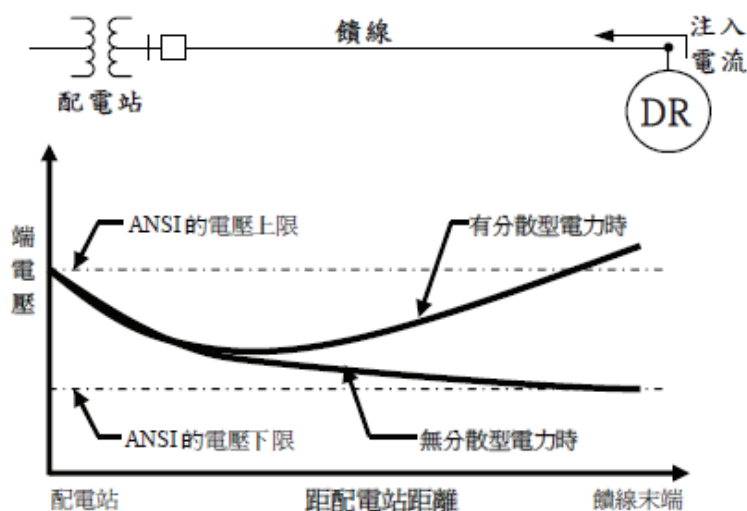 饋線
注入
電流
配電站
DR
端電壓
ANSI的電壓上限
有分散型電力時
ANSI的電壓下限
無分散型電力時
配電站
距配電站距離
饋線末端